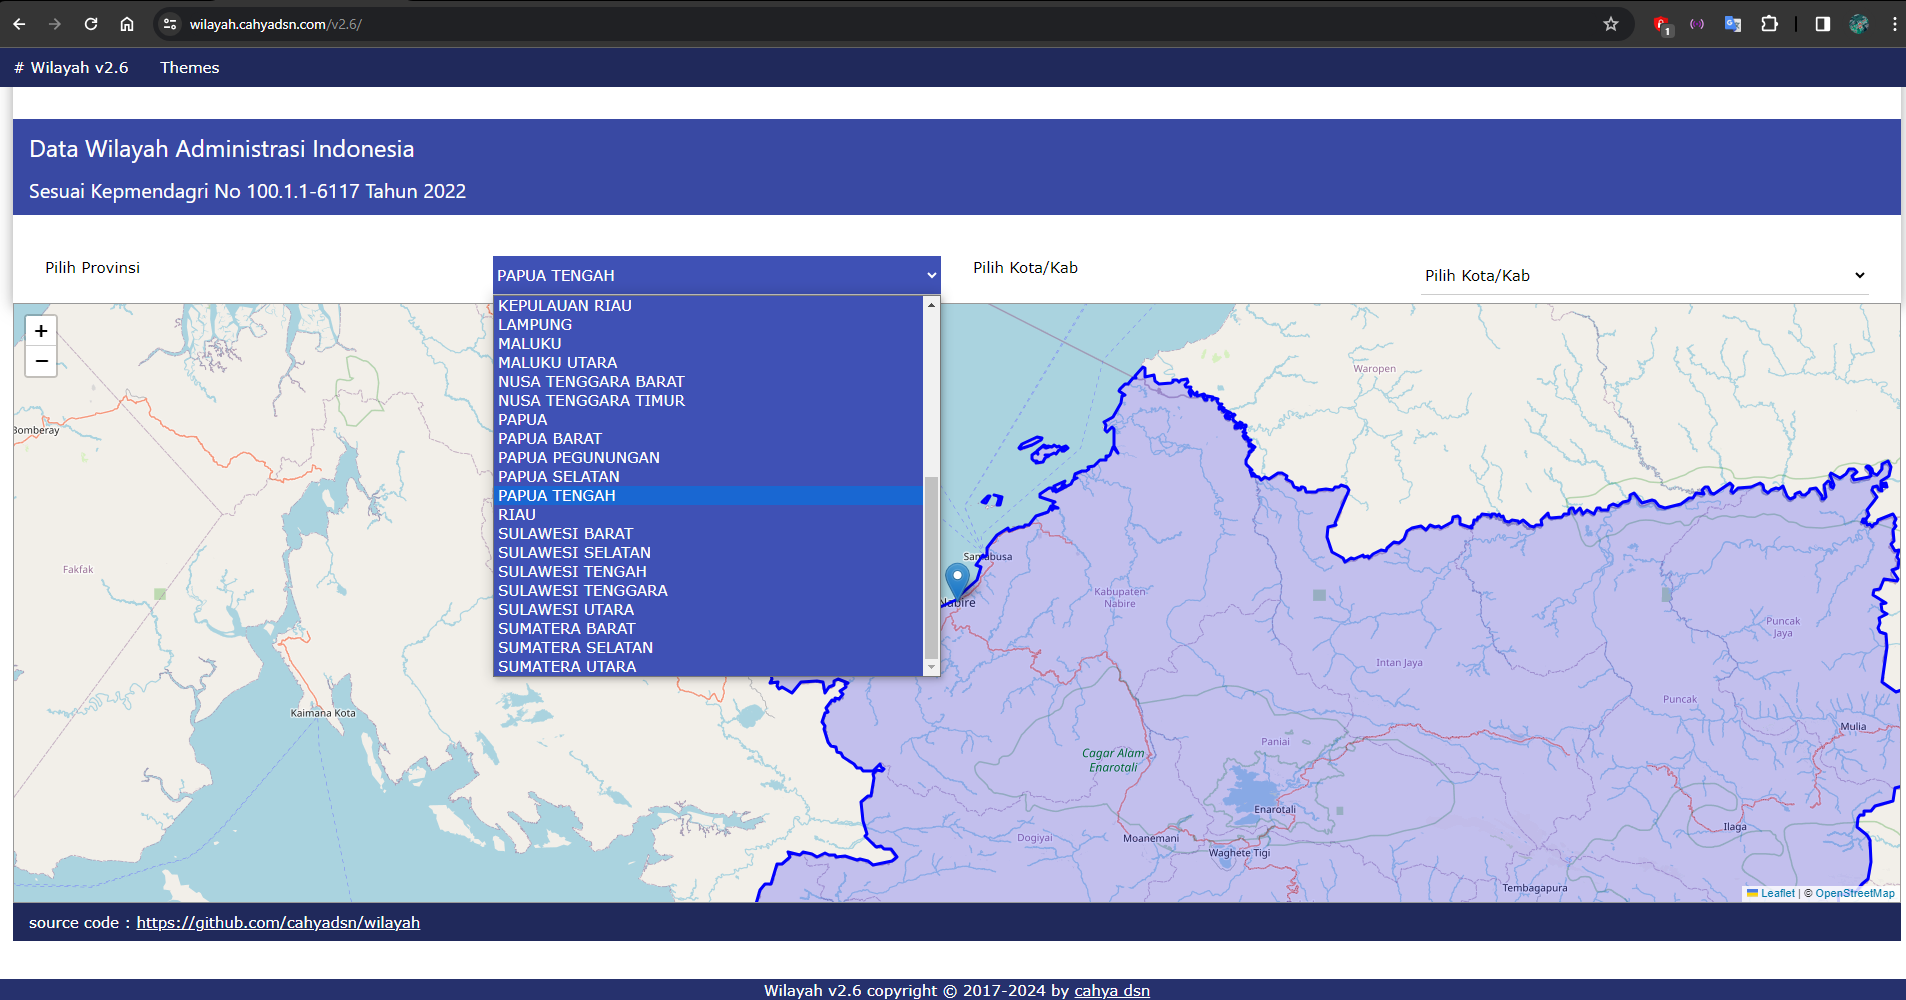 wilayah.cahyadsn.com/v2.6/
1
# Wilayah v2.6 Themes
Data Wilayah Administrasi Indonesia
Sesuai Kepmendagri No 100.1.1-6117 Tahun 2022
Pilih Provinsi
PAPUA TENGAH
Pilih Kota/Kab
Pilih Kota/Kab
KEPULAUAN RIAU
LAMPUNG
MALUKU
MALUKU UTARA
NUSA TENGGARA BARAT
NUSA TENGGARA TIMUR
PAPUA
PAPUA BARAT
PAPUA PEGUNUNGAN
PAPUA SELATAN
PAPUA TENGAH
RIAU
SULAWESI BARAT
SULAWESI SELATAN
SULAWESI TENGAH
SULAWESI TENGGARA
SULAWESI UTARA
SUMATERA BARAT
SUMATERA SELATAN
SUMATERA UTARA
+
−
Bomberay
Fakfak
Kaimana Kota
Waropen
Nabire
Kabupaten
Nabire
Puncak
Jaya
Intan Jaya
Puncak
Mulia
Cagar Alam
Enarotali
Paniai
Enarotali
Dogiyai
Moanemani
Waghete Tigi
Ilaga
Tembagapura
Leaflet | © OpenStreetMap
source code : https://github.com/cahyadsn/wilayah
Wilayah v2.6 copyright © 2017-2024 by cahya dsn